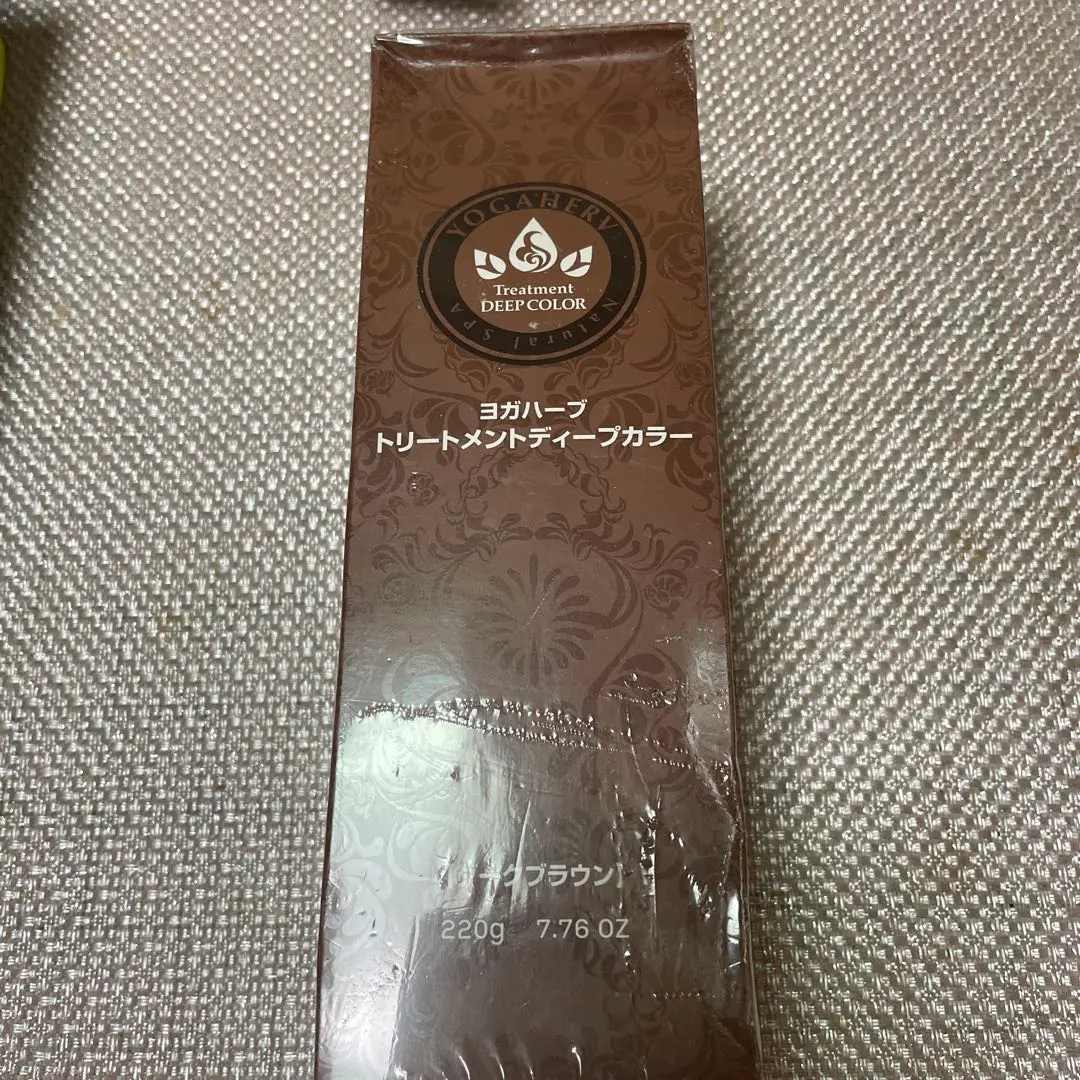 YOGAHERV
Treatment
DEEP COLOR
Natural SPA
ヨガハーブ
トリートメントディープカラー
ークブラウン】
220g 7.76 OZ